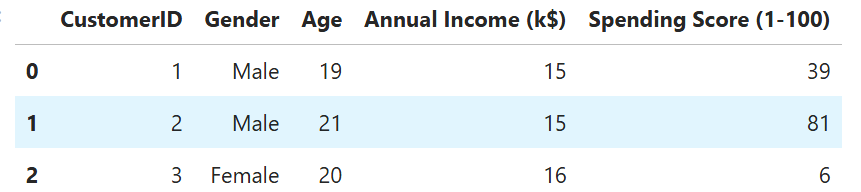 CustomerID Gender Age Annual Income (k$) Spending Score (1-100)
0 1 Male 19 15 39
1 2 Male 21 15 81
2 3 Female 20 16 6